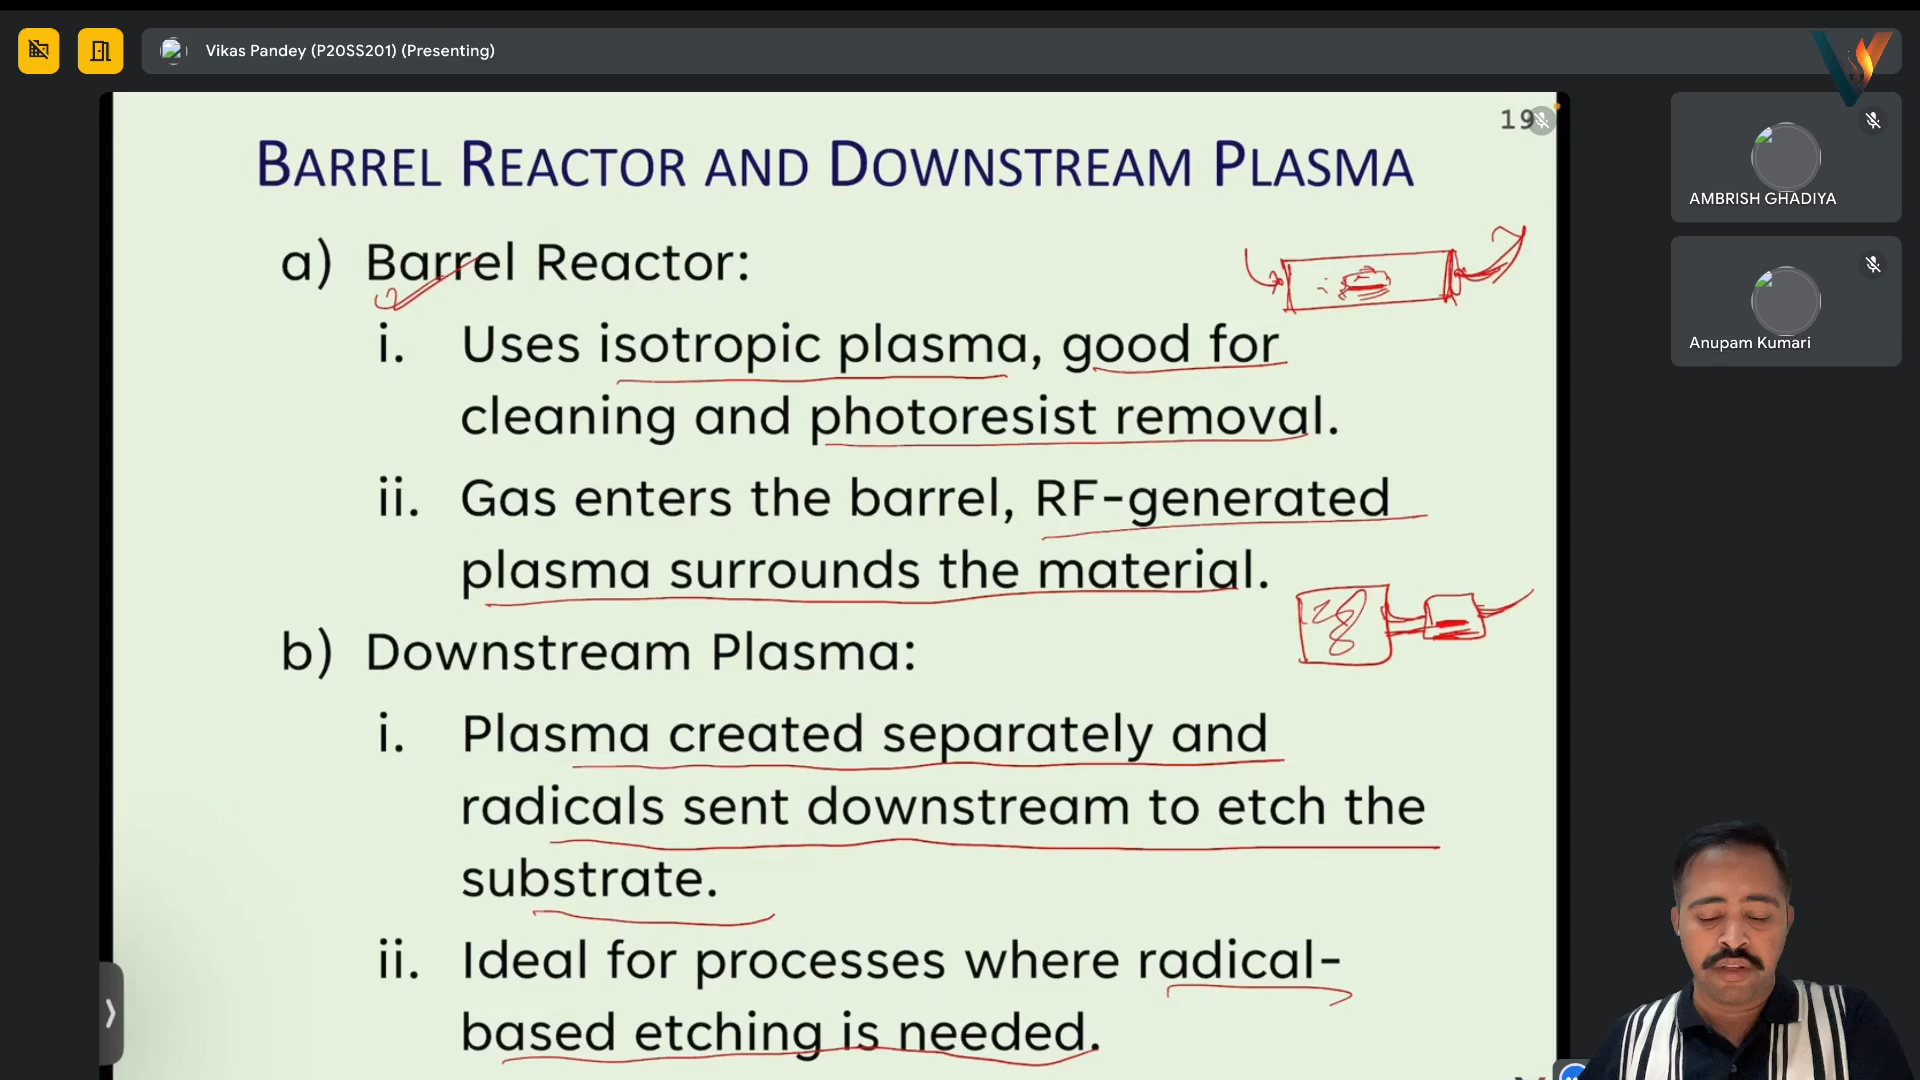 Vikas Pandey (P20SS201) (Presenting)
19
BARREL REACTOR AND DOWNSTREAM PLASMA
a) Barrel Reactor:
i. Uses isotropic plasma, good for
cleaning and photoresist removal.
ii. Gas enters the barrel, RF-generated
plasma surrounds the material.
b) Downstream Plasma:
i. Plasma created separately and
radicals sent downstream to etch the
substrate.
ii. Ideal for processes where radical-
based etching is needed.
AMBRISH GHADIYA
Anupam Kumari